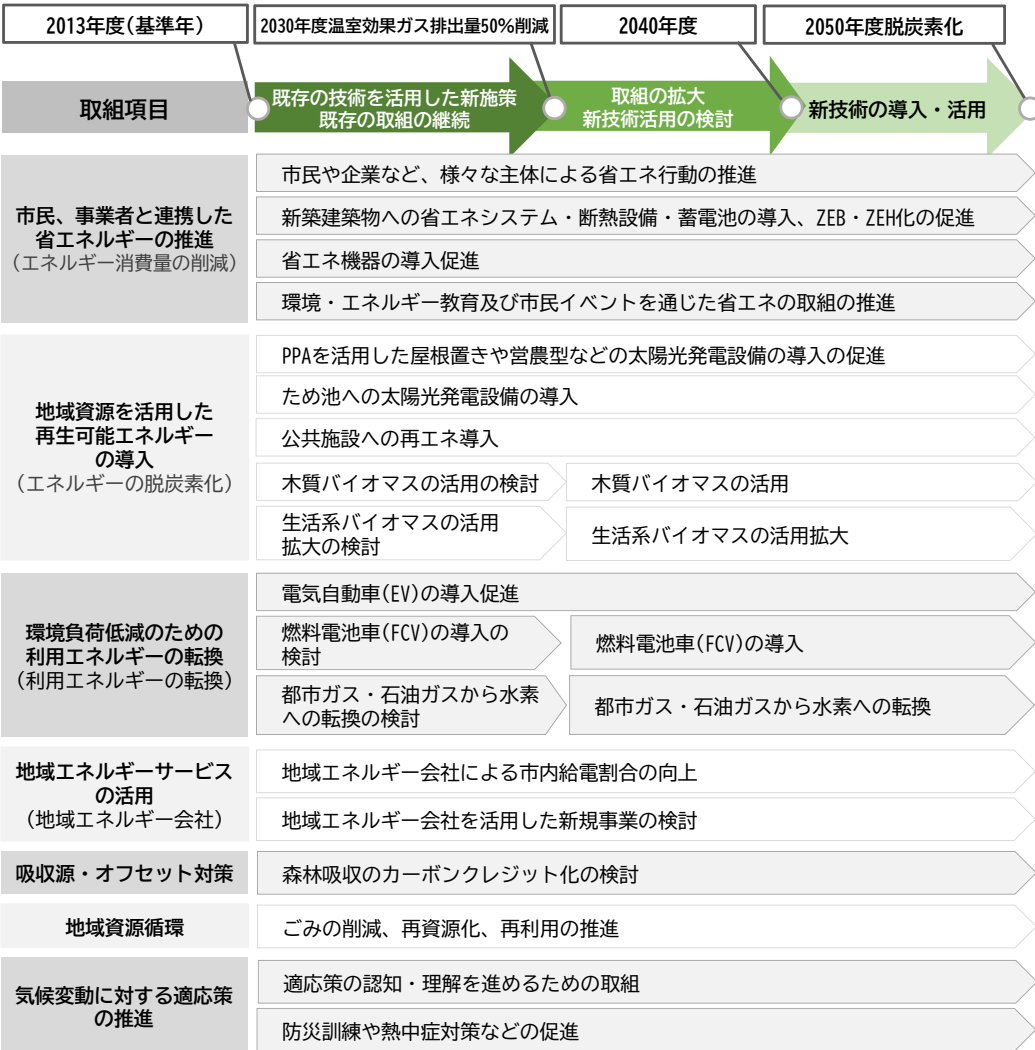 2013年度(基準年)
2030年度温室効果ガス排出量50%削減
2040年度
2050年度脱炭素化
取組項目
既存の技術を活用した新施策
既存の取組の継続
取組の拡大
新技術活用の検討
新技術の導入・活用
市民、事業者と連携した
省エネルギーの推進
(エネルギー消費量の削減)
市民や企業など、様々な主体による省エネ行動の推進
新築建築物への省エネシステム・断熱設備・蓄電池の導入、ZEB・ZEH化の促進
省エネ機器の導入促進
環境・エネルギー教育及び市民イベントを通じた省エネの取組の推進
地域資源を活用した
再生可能エネルギー
の導入
(エネルギーの脱炭素化)
PPAを活用した屋根置きや営農型などの太陽光発電設備の導入の促進
ため池への太陽光発電設備の導入
公共施設への再エネ導入
木質バイオマスの活用の検討
木質バイオマスの活用
生活系バイオマスの活用
拡大の検討
生活系バイオマスの活用拡大
環境負荷低減のための
利用エネルギーの転換
(利用エネルギーの転換)
電気自動車(EV)の導入促進
燃料電池車(FCV)の導入の
検討
燃料電池車(FCV)の導入
都市ガス・石油ガスから水素
への転換の検討
都市ガス・石油ガスから水素への転換
地域エネルギーサービス
の活用
(地域エネルギー会社)
地域エネルギー会社による市内給電割合の向上
地域エネルギー会社を活用した新規事業の検討
吸収源・オフセット対策
森林吸収のカーボンクレジット化の検討
地域資源循環
ごみの削減、再資源化、再利用の推進
気候変動に対する適応策
の推進
適応策の認知・理解を進めるための取組
防災訓練や熱中症対策などの促進